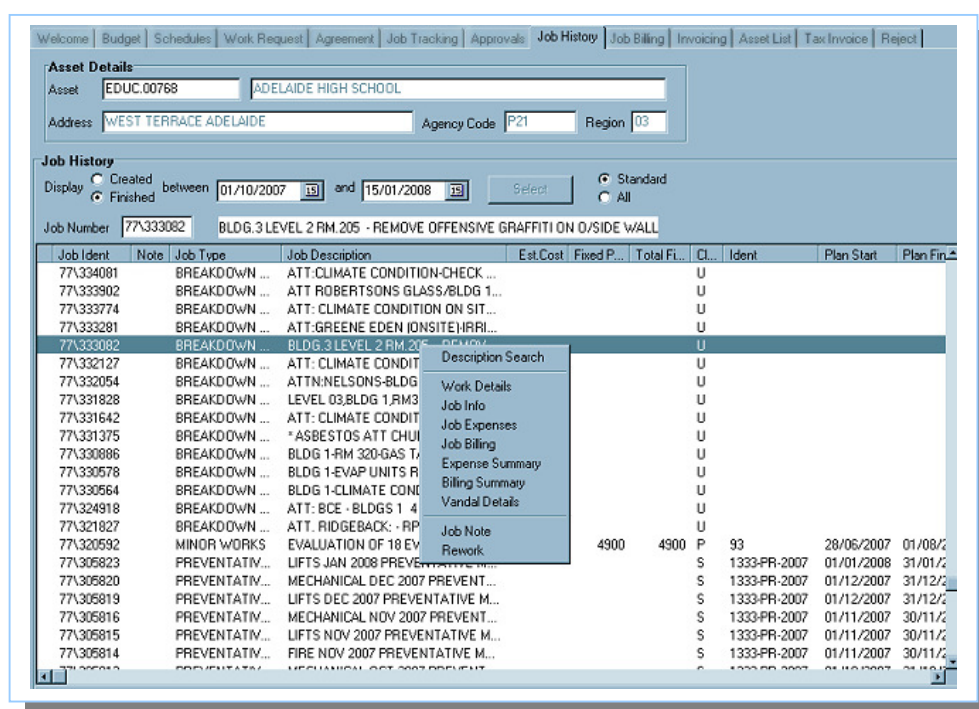 Welcome Budget Schedules Work Request Agreement Job Tracking Approvals Job History Job Billing Invoicing Asset List Tax Invoice Reject
Asset Details
Asset EDUC.00768 ADELAIDE HIGH SCHOOL
Address WEST TERRACE ADELAIDE Agency Code P21 Region 03
Job History
Display Created Finished between 01/10/2007 15 and 15/01/2008 15 Select Standard All
Job Number 77\333082 BLDG.3 LEVEL 2 RM.205 - REMOVE OFFENSIVE GRAFFITI ON O/SIDE WALL
Job Ident Note Job Type Job Description Est.Cost Fixed P... Total Fi... Cl... Ident Plan Start Plan Fin
77\334081 BREAKDOWN ... ATT:CLIMATE CONDITION-CHECK ... U
77\333902 BREAKDOWN ... ATT ROBERTSONS GLASS/BLDG 1... U
77\333774 BREAKDOWN ... ATT: CLIMATE CONDITION ON SIT... U
77\333281 BREAKDOWN ... ATT:GREENE EDEN (ONSITE)-IRRI... U
77\333082 BREAKDOWN ... BLDG.3 LEVEL 2 RM.205 - REMOV... U
77\332127 BREAKDOWN ... ATT: CLIMATE CONDIT U
77\332054 BREAKDOWN ... ATTN:NELSONS-BLDG U
77\331828 BREAKDOWN ... LEVEL 03,BLDG 1,RM3 U
77\331642 BREAKDOWN ... ATT: CLIMATE CONDIT U
77\331375 BREAKDOWN ... * ASBESTOS ATT CHU U
77\330886 BREAKDOWN ... BLDG 1-RM 320-GAS U
77\330578 BREAKDOWN ... BLDG 1-EVAP UNITS R U
77\330564 BREAKDOWN ... BLDG 1-CLIMATE COND U
77\324918 BREAKDOWN ... ATT: BCE - BLDGS 1 4 U
77\321827 BREAKDOWN ... ATT. RIDGEBACK: - RP U
77\320592 MINOR WORKS EVALUATION OF 18 EV 4900 4900 P 93 28/06/2007 01/08/2
77\305823 PREVENTATIV... LIFTS JAN 2008 PREVENTATIVE M... S 1333-PR-2007 01/01/2008 31/01/2
77\305820 PREVENTATIV... MECHANICAL DEC 2007 PREVENT... S 1333-PR-2007 01/12/2007 31/12/2
77\305819 PREVENTATIV... LIFTS DEC 2007 PREVENTATIVE M... S 1333-PR-2007 01/12/2007 31/12/2
77\305816 PREVENTATIV... MECHANICAL NOV 2007 PREVENT... S 1333-PR-2007 01/11/2007 30/11/2
77\305815 PREVENTATIV... LIFTS NOV 2007 PREVENTATIVE M... S 1333-PR-2007 01/11/2007 30/11/2
77\305814 PREVENTATIV... FIRE NOV 2007 PREVENTATIVE M... S 1333-PR-2007 01/11/2007 30/11/2
Description Search
Work Details
Job Info
Job Expenses
Job Billing
Expense Summary
Billing Summary
Vandal Details
Job Note
Rework